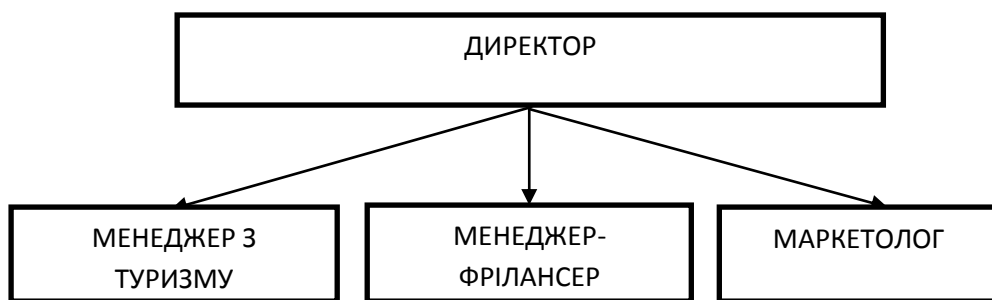 ДИРЕКТОР
МЕНЕДЖЕР З
ТУРИЗМУ
МЕНЕДЖЕР-
ФРІЛАНСЕР
МАРКЕТОЛОГ